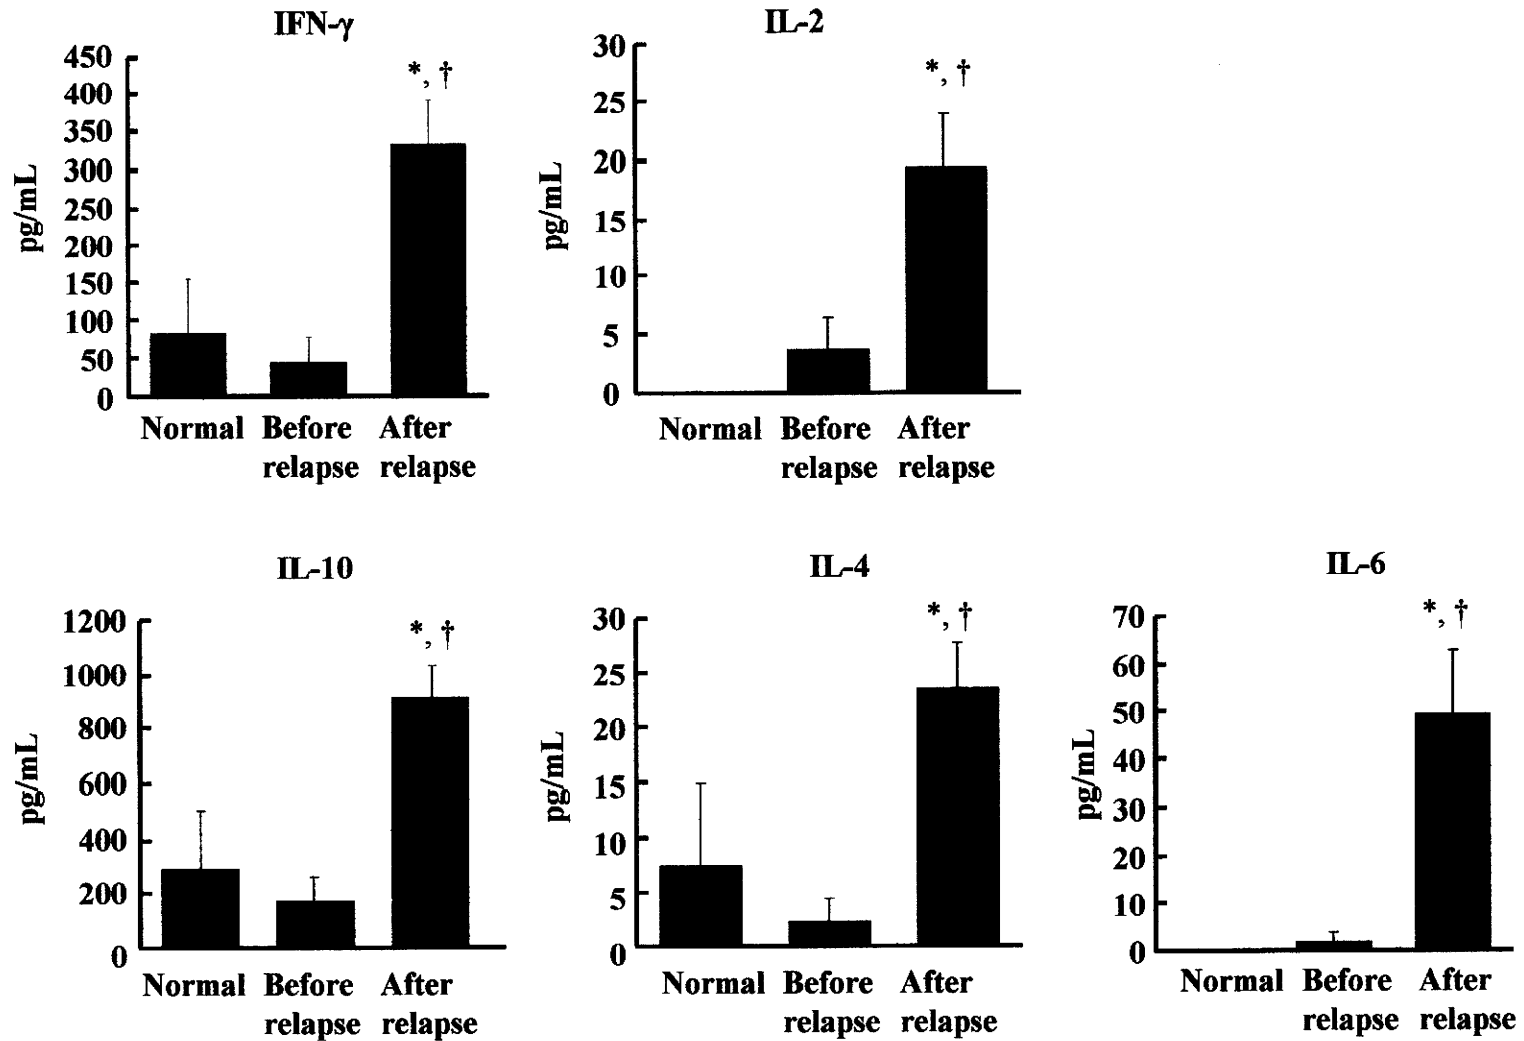 IFN-γ
450
400
350
300
250
200
150
100
50
0
pg/mL
*, †
Normal Before After
relapse relapse
IL-2
30
25
20
15
10
5
0
pg/mL
*, †
Normal Before After
relapse relapse
IL-10
1200
1000
800
600
400
200
0
pg/mL
*, †
Normal Before After
relapse relapse
IL-4
30
25
20
15
10
5
0
pg/mL
*, †
Normal Before After
relapse relapse
IL-6
70
60
50
40
30
20
10
0
pg/mL
*, †
Normal Before After
relapse relapse